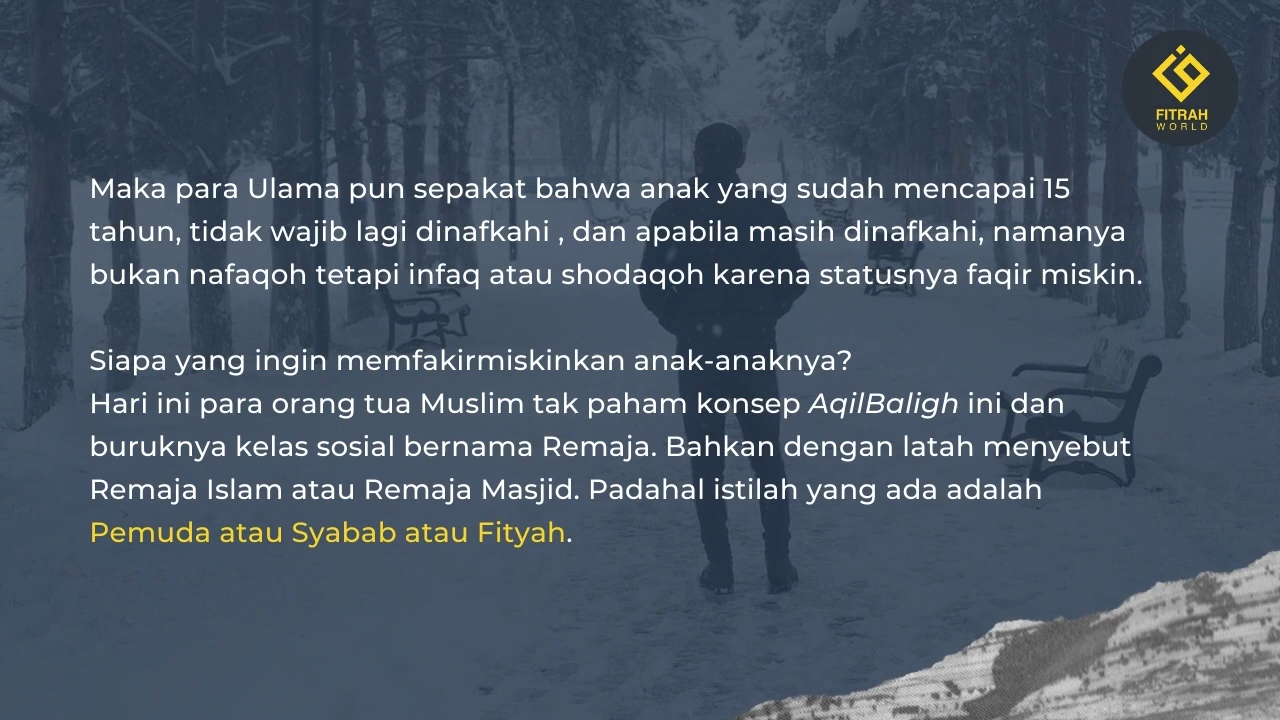 FITRAH
WORLD
Maka para Ulama pun sepakat bahwa anak yang sudah mencapai 15
tahun, tidak wajib lagi dinafkahi , dan apabila masih dinafkahi, namanya
bukan nafaqoh tetapi infaq atau shodaqoh karena statusnya faqir miskin.
Siapa yang ingin memfakirmiskinkan anak-anaknya?
Hari ini para orang tua Muslim tak paham konsep AqilBaligh ini dan
buruknya kelas sosial bernama Remaja. Bahkan dengan latah menyebut
Remaja Islam atau Remaja Masjid. Padahal istilah yang ada adalah
Pemuda atau Syabab atau Fityah.